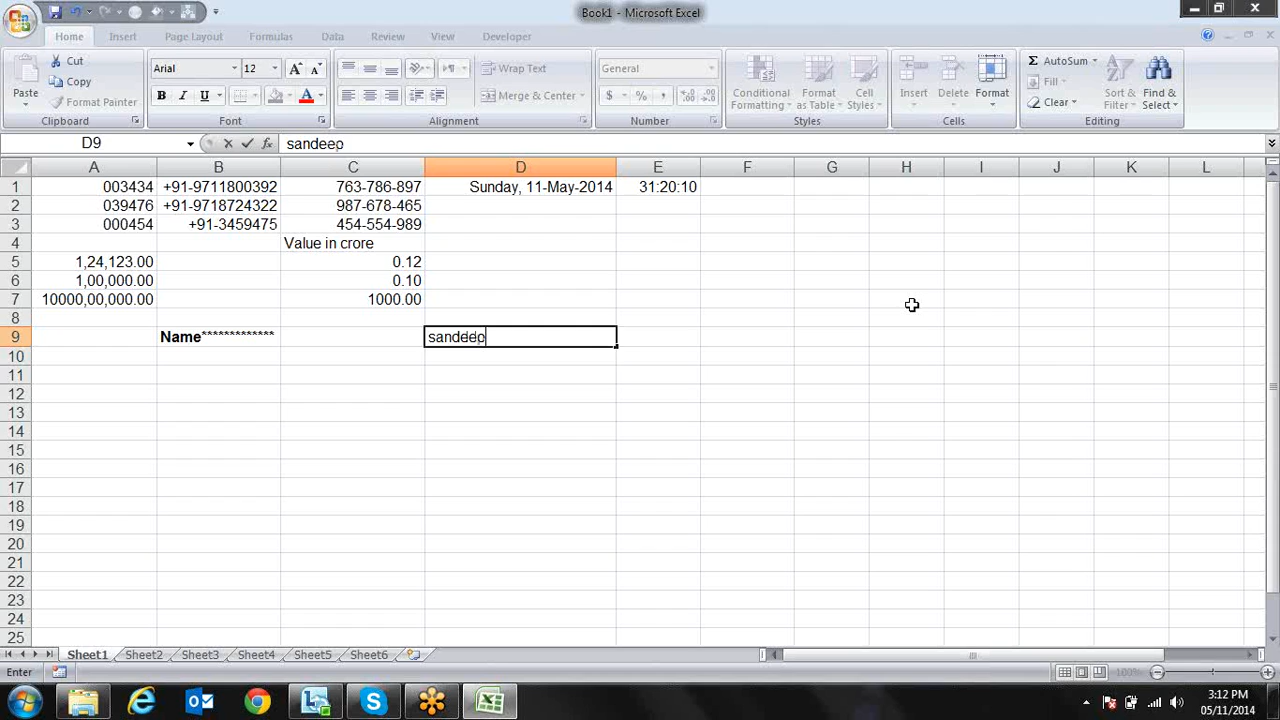 Book1 - Microsoft Excel
Home Insert Page Layout Formulas Data Review View Developer
Paste
Cut
Copy
Format Painter
Clipboard
Arial 12
B I U
Font
Wrap Text
Merge & Center
Alignment
General
$ % ,
Number
Conditional Formatting
Format as Table
Cell Styles
Styles
Insert Delete Format
Cells
AutoSum
Fill
Clear
Sort & Filter
Find & Select
Editing
D9 fx sandeep
A B C D E F G H I J K L
1 003434 +91-9711800392 763-786-897 Sunday, 11-May-2014 31:20:10
2 039476 +91-9718724322 987-678-465
3 000454 +91-3459475 454-554-989
4 Value in crore
5 1,24,123.00 0.12
6 1,00,000.00 0.10
7 10000,00,000.00 1000.00
8
9 Name************* sandeep
10
11
12
13
14
15
16
17
18
19
20
21
22
23
24
25
Sheet1 Sheet2 Sheet3 Sheet4 Sheet5 Sheet6
Enter 100%
3:12 PM
05/11/2014